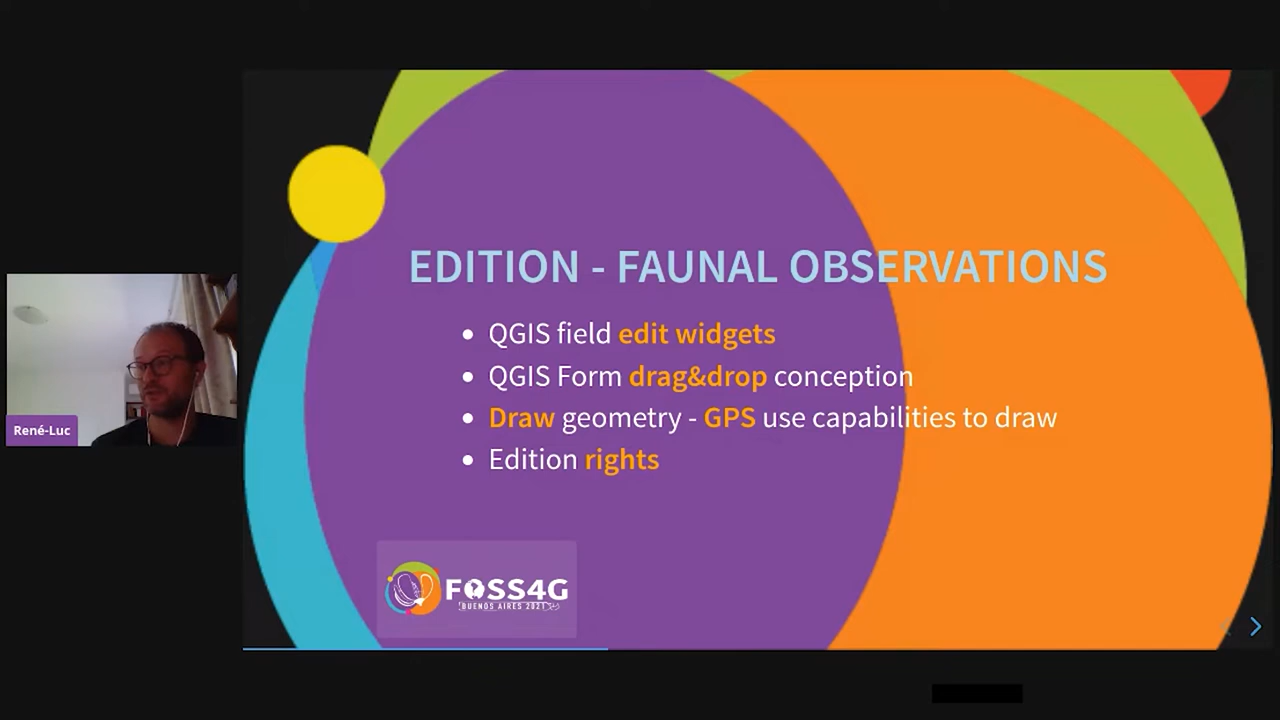 EDITION - FAUNAL OBSERVATIONS
QGIS field edit widgets
QGIS Form drag&drop conception
Draw geometry - GPS use capabilities to draw
Edition rights
René-Luc
FOSS4G
BUENOS AIRES 2021